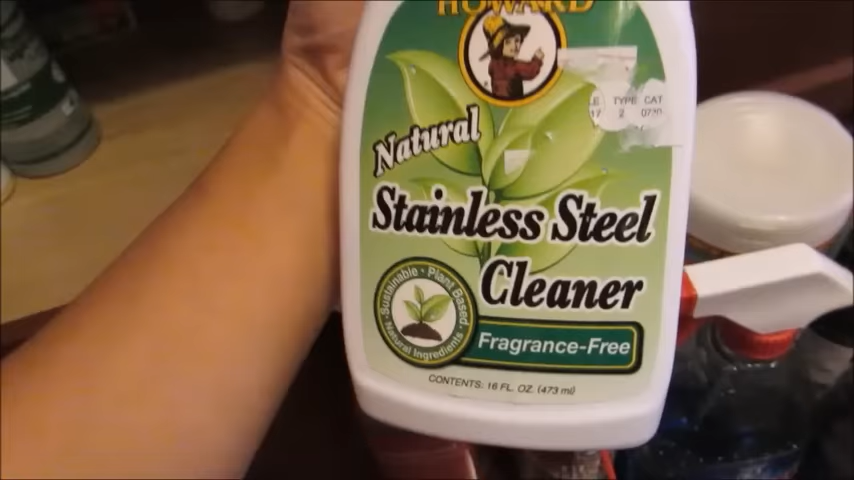 HOWARD
TYPE CAT
17 2
Natural
Stainless Steel
Cleaner
Sustainable • Plant Based
Natural Ingredients
Fragrance-Free
CONTENTS: 16 FL. OZ. (473 ml)